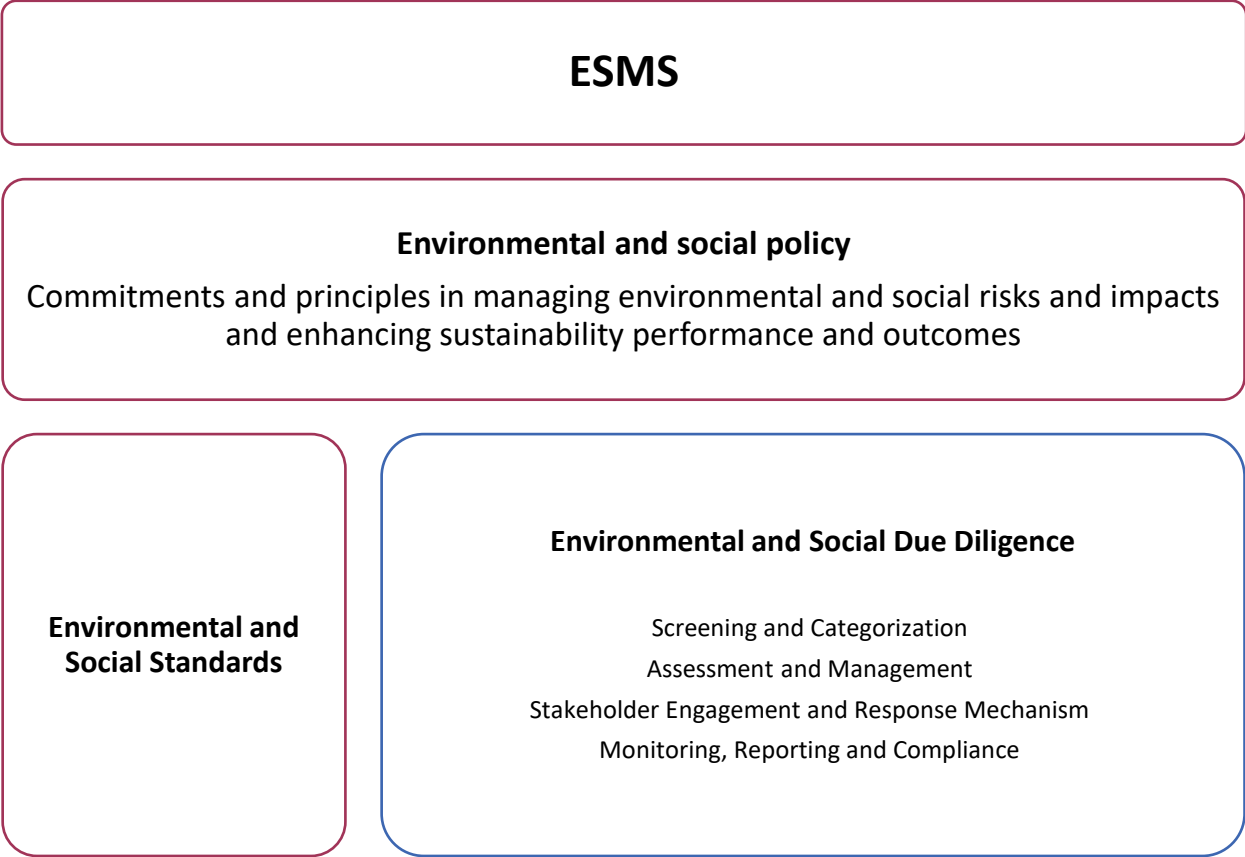 ESMS
Environmental and social policy
Commitments and principles in managing environmental and social risks and impacts
and enhancing sustainability performance and outcomes
Environmental and
Social Standards
Environmental and Social Due Diligence
Screening and Categorization
Assessment and Management
Stakeholder Engagement and Response Mechanism
Monitoring, Reporting and Compliance